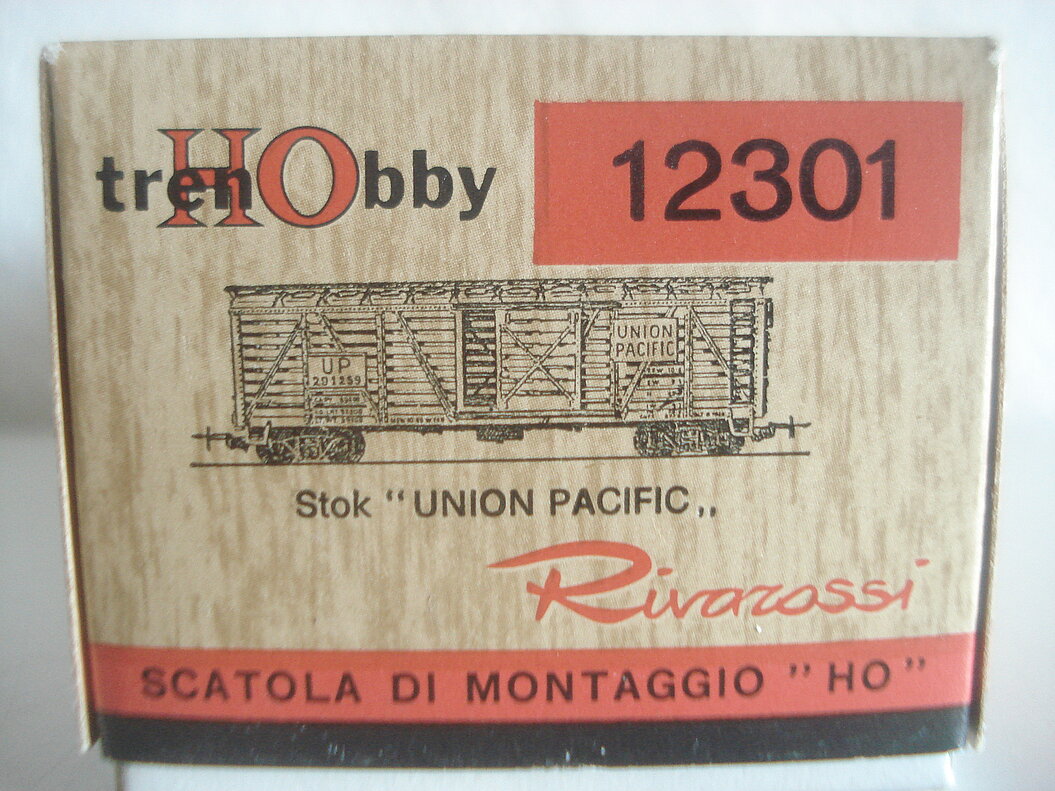 trenHObby
12301
UNION
PACIFIC
UP
201259
Stok “UNION PACIFIC„
Rivarossi
SCATOLA DI MONTAGGIO "HO"